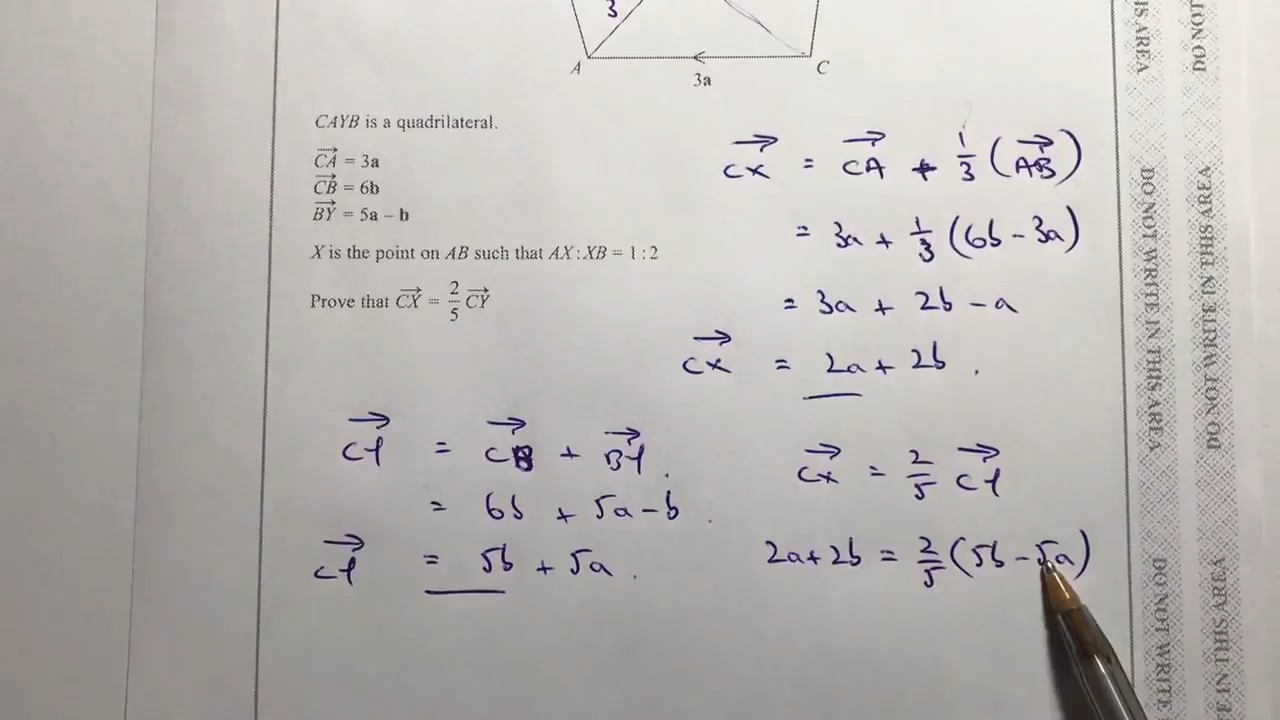 3
A
C
3a
CAYB is a quadrilateral.
CA = 3a
CB = 6b
BY = 5a – b
X is the point on AB such that AX : XB = 1 : 2
Prove that CX = 2/5 CY
CX = CA + 1/3 (AB)
= 3a + 1/3 (6b - 3a)
= 3a + 2b - a
CX = 2a + 2b .
CY = CB + BY .
= 6b + 5a - b .
CY = 5b + 5a .
CX = 2/5 CY
2a + 2b = 2/5 (5b - 5a)
IS AREA
DO NOT WRITE IN THIS AREA
DO NOT WRITE
DO NOT
DO NOT WRITE IN THIS AREA
E IN THIS AREA